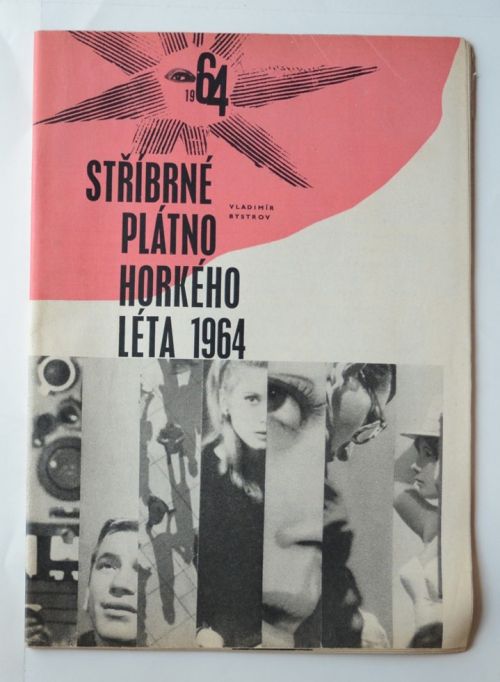 1964
STŘÍBRNÉ
VLADIMÍR
BYSTROV
PLÁTNO
HORKÉHO
LÉTA 1964